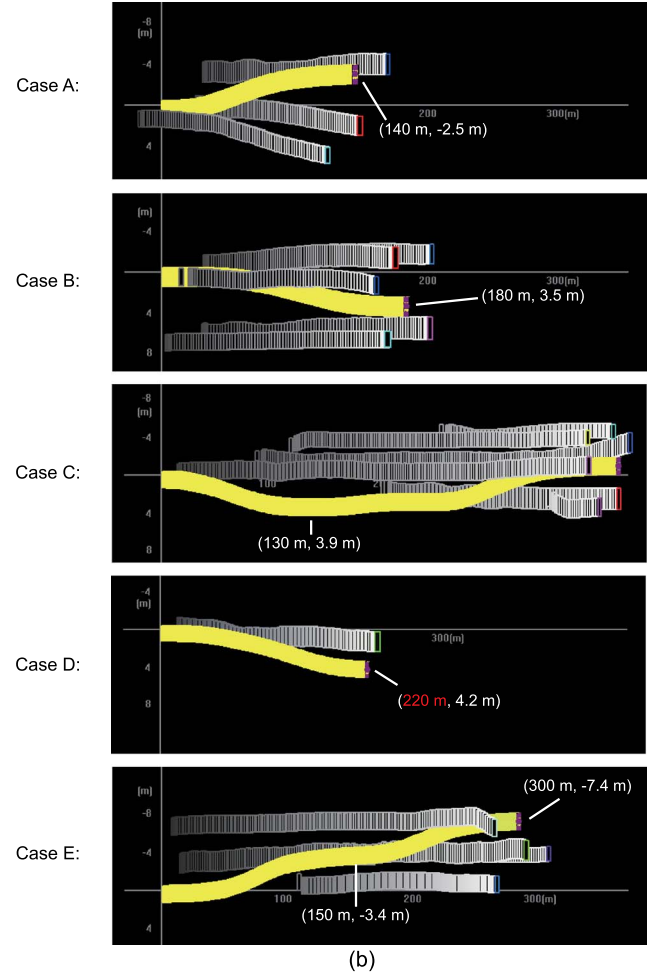 -8
[m]
-4
Case A:
200
300[m]
(140 m, -2.5 m)
4
[m]
-4
Case B:
200
300[m]
(180 m, 3.5 m)
4
8
-8
[m]
-4
Case C:
4
(130 m, 3.9 m)
8
-4
[m]
300[m]
Case D:
4
(220 m, 4.2 m)
8
(300 m, -7.4 m)
[m]
-8
Case E:
-4
100
200
300[m]
(150 m, -3.4 m)
4
(b)